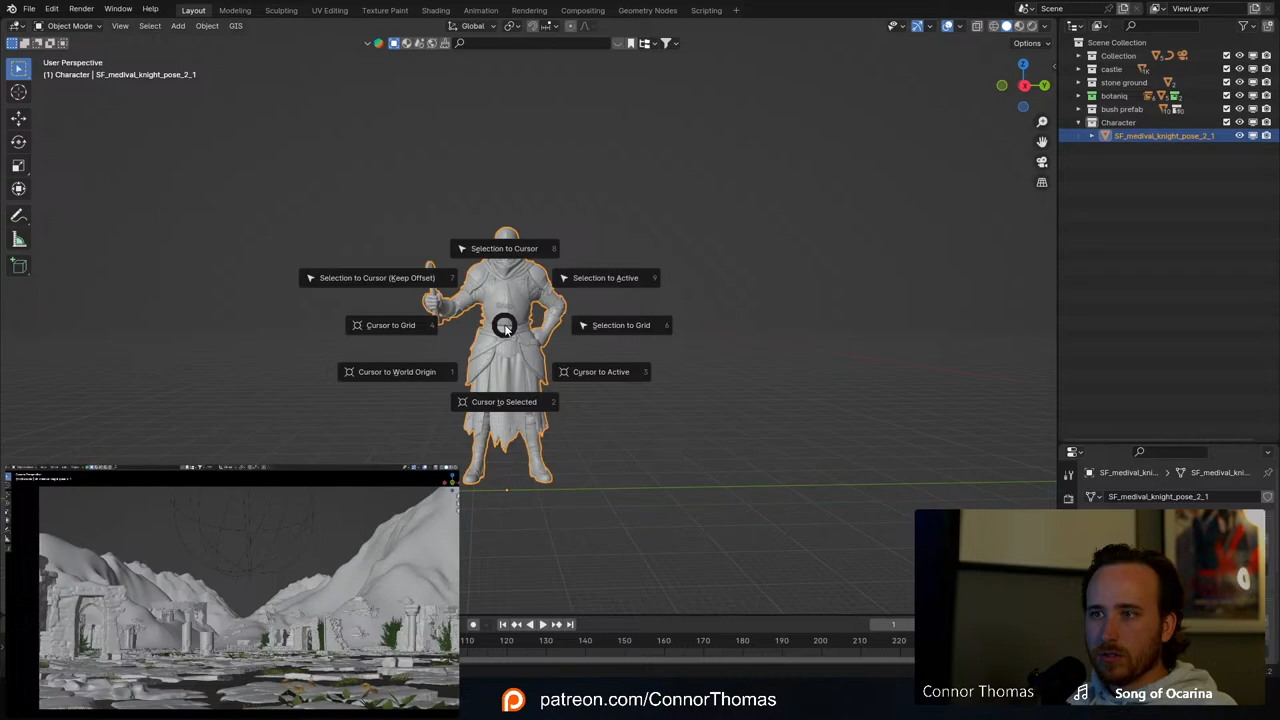 File Edit Render Window Help Layout Modeling Sculpting UV Editing Texture Paint Shading Animation Rendering Compositing Geometry Nodes Scripting + Scene ViewLayer
Object Mode View Select Add Object GIS Global
Options
User Perspective
(1) Character | SF_medival_knight_pose_2_1
Scene Collection
Collection
castle
stone ground
botaniq
bush prefab
Character
SF_medival_knight_pose_2_1
Z
X
Y
Selection to Cursor 8
Selection to Cursor (Keep Offset) 7
Selection to Active 9
Cursor to Grid 4
Selection to Grid 6
Cursor to World Origin 1
Cursor to Active 3
Cursor to Selected 2
SF_medival_kni... SF_medival_kni...
SF_medival_knight_pose_2_1
1
110 120 130 140 150 160 170 180 190 200 210 220
patreon.com/ConnorThomas
Connor Thomas
Song of Ocarina